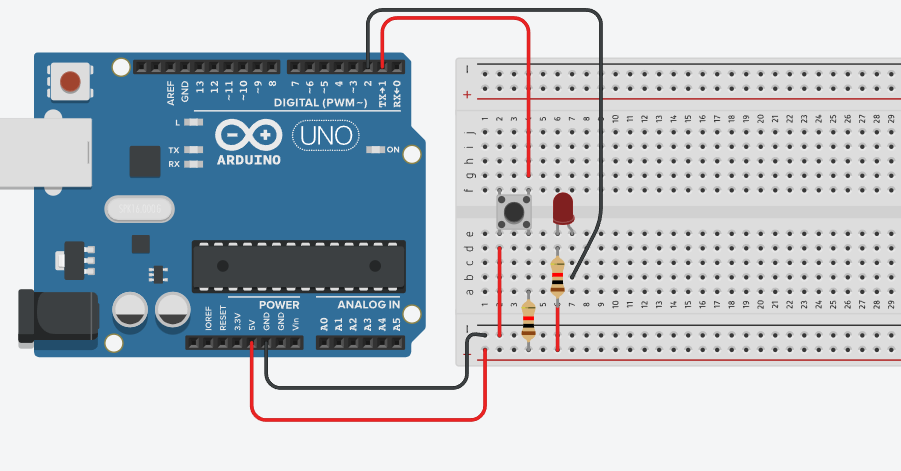 AREF
GND
13
12
~11
~10
~9
8
7
~6
~5
4
~3
2
TX→1
RX←0
DIGITAL (PWM~)
L
TX
RX
ARDUINO
UNO
ON
IOREF
RESET
3.3V
5V
GND
GND
Vin
POWER
A0
A1
A2
A3
A4
A5
ANALOG IN
1 2 3 4 5 6 7 8 9 10 11 12 13 14 15 16 17 18 19 20 21 22 23 24 25 26 27 28 29
j
i
h
g
f
e
d
c
b
a
1 2 3 5 6 7 8 9 10 11 12 13 14 15 16 17 18 19 20 21 22 23 24 25 26 27 28 29